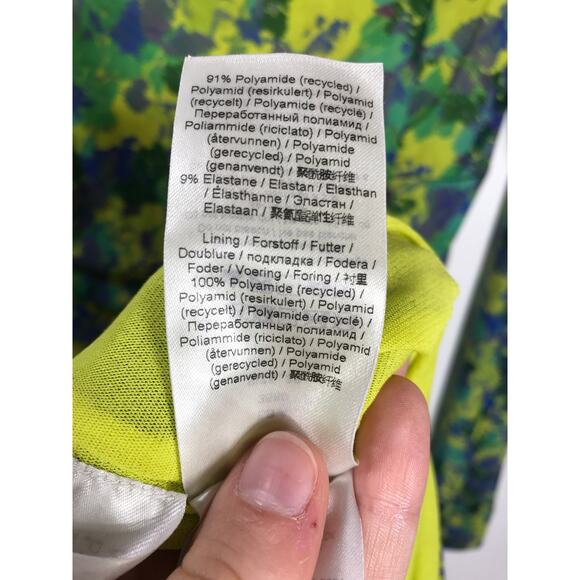 91% Polyamide (recycled) /
Polyamid (resirkulert) / Polyamid
(recycelt) / Polyamide (recyclé) /
Переработанный полиамид /
Poliammide (riciclato) / Polyamid
(återvunnen) / Polyamide
(gerecycled) / Polyamid
(genanvendt) / 聚酰胺纤维
9% Elastane / Elastan / Elasthan
/ Élasthanne / Эластан /
Elastaan / 聚氨酯弹性纤维
Lining / Forstoff / Futter /
Doublure / подкладка / Fodera /
Foder / Voering / Foring / 衬里
100% Polyamide (recycled) /
Polyamid (resirkulert) / Polyamid
(recycelt) / Polyamide (recyclé) /
Переработанный полиамид /
Poliammide (riciclato) / Polyamid
(återvunnen) / Polyamide
(gerecycled) / Polyamid
(genanvendt) / 聚酰胺纤维